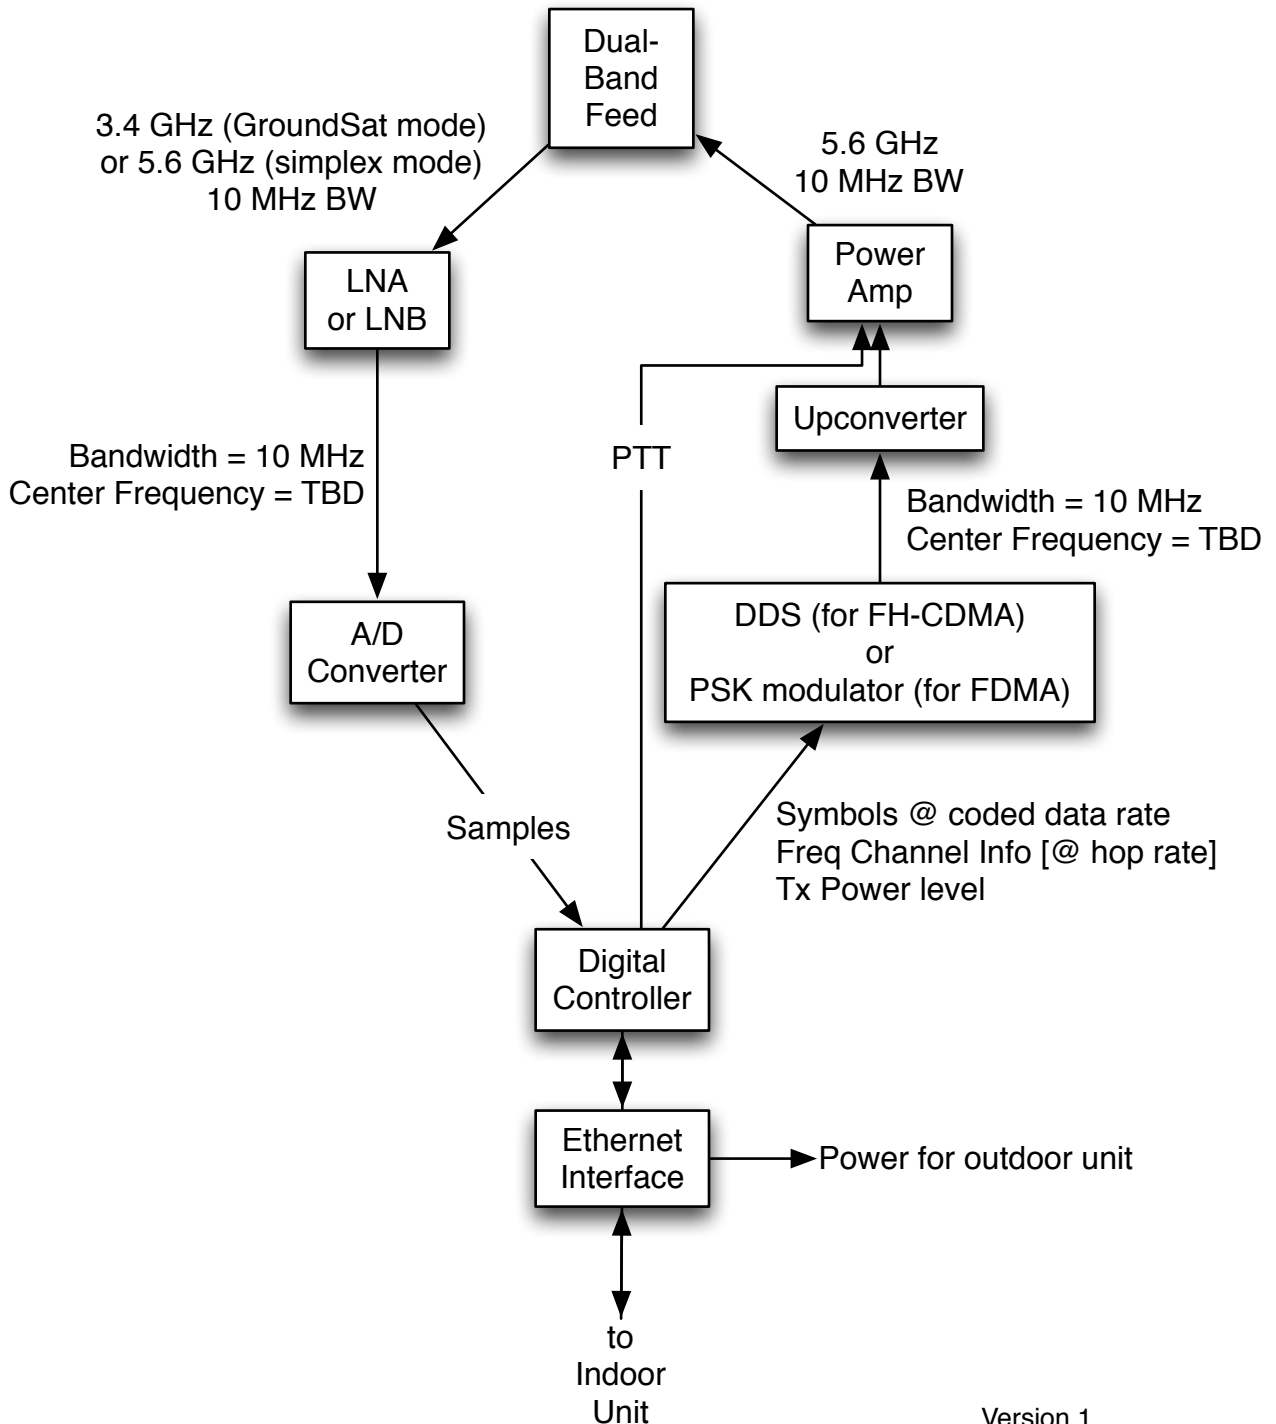 Dual-
Band
Feed
3.4 GHz (GroundSat mode)
or 5.6 GHz (simplex mode)
10 MHz BW
5.6 GHz
10 MHz BW
LNA
or LNB
Power
Amp
Upconverter
PTT
Bandwidth = 10 MHz
Center Frequency = TBD
Bandwidth = 10 MHz
Center Frequency = TBD
A/D
Converter
DDS (for FH-CDMA)
or
PSK modulator (for FDMA)
Samples
Symbols @ coded data rate
Freq Channel Info [@ hop rate]
Tx Power level
Digital
Controller
Ethernet
Interface
Power for outdoor unit
to
Indoor
Unit
Version 1